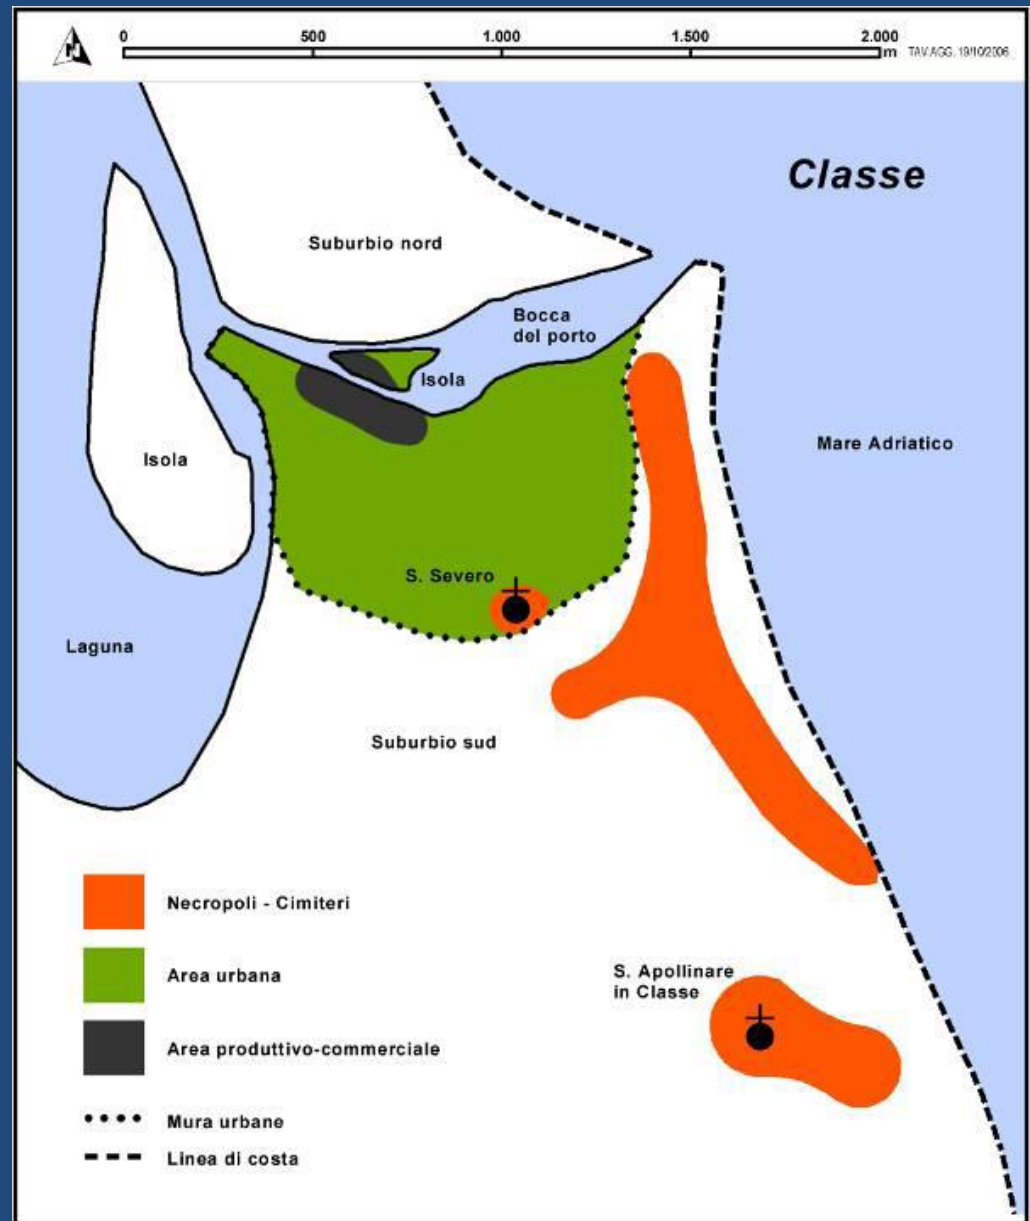 N
0 500 1.000 1.500 2.000
m TAV.AGG. 19/10/2006
Classe
Suburbio nord
Bocca
del porto
Isola
Mare Adriatico
Isola
S. Severo
Laguna
Suburbio sud
Necropoli - Cimiteri
Area urbana
S. Apollinare
in Classe
Area produttivo-commerciale
Mura urbane
Linea di costa